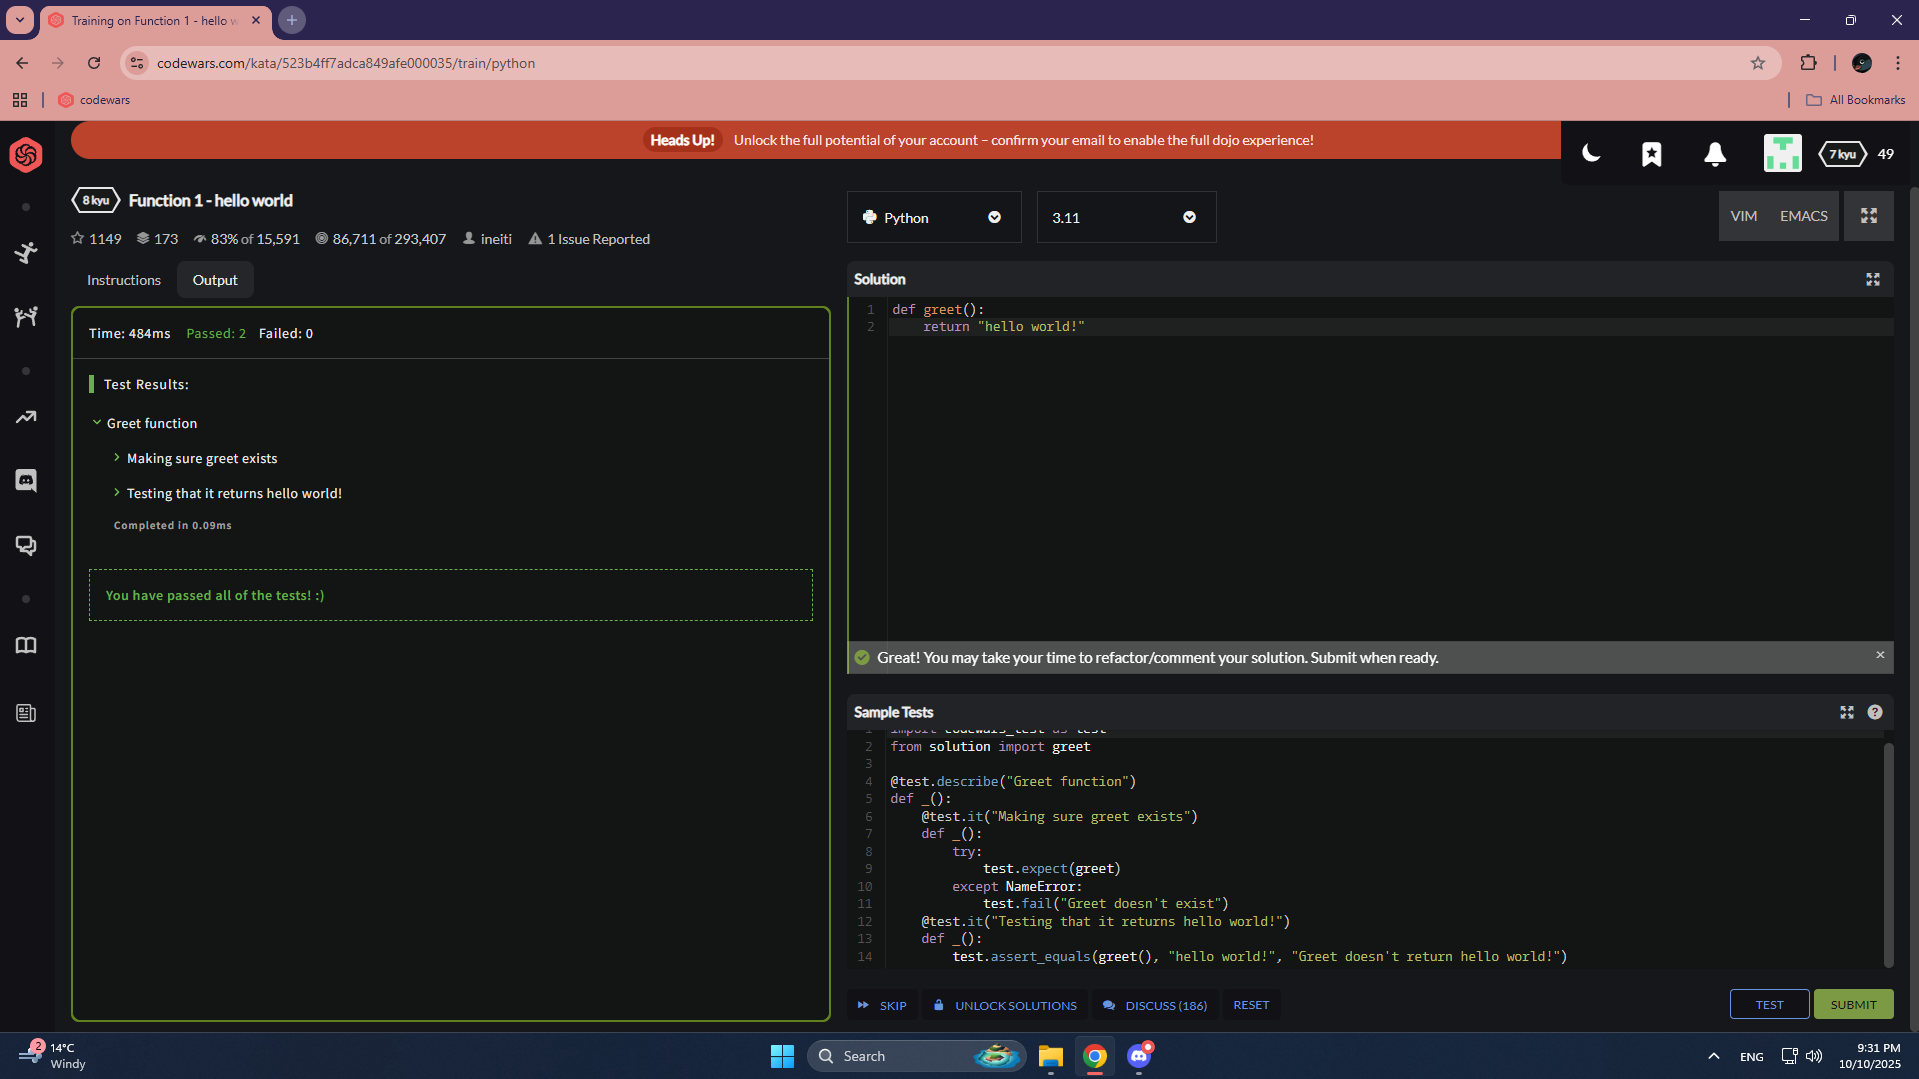 Training on Function 1 - hello w
codewars.com/kata/523b4ff7adca849afe000035/train/python
codewars
All Bookmarks
Heads Up! Unlock the full potential of your account – confirm your email to enable the full dojo experience!
7 kyu 49
8 kyu Function 1 - hello world
1149 173 83% of 15,591 86,711 of 293,407 ineiti 1 Issue Reported
Python 3.11 VIM EMACS
Instructions Output
Time: 484ms Passed: 2 Failed: 0
Test Results:
Greet function
Making sure greet exists
Testing that it returns hello world!
Completed in 0.09ms
You have passed all of the tests! :)
Solution
1 def greet():
2 return "hello world!"
Great! You may take your time to refactor/comment your solution. Submit when ready.
Sample Tests
1 import codewars_test as test
2 from solution import greet
3
4 @test.describe("Greet function")
5 def _():
6 @test.it("Making sure greet exists")
7 def _():
8 try:
9 test.expect(greet)
10 except NameError:
11 test.fail("Greet doesn't exist")
12 @test.it("Testing that it returns hello world!")
13 def _():
14 test.assert_equals(greet(), "hello world!", "Greet doesn't return hello world!")
SKIP UNLOCK SOLUTIONS DISCUSS (186) RESET TEST SUBMIT
2 14°C
Windy
Search
ENG
9:31 PM
10/10/2025